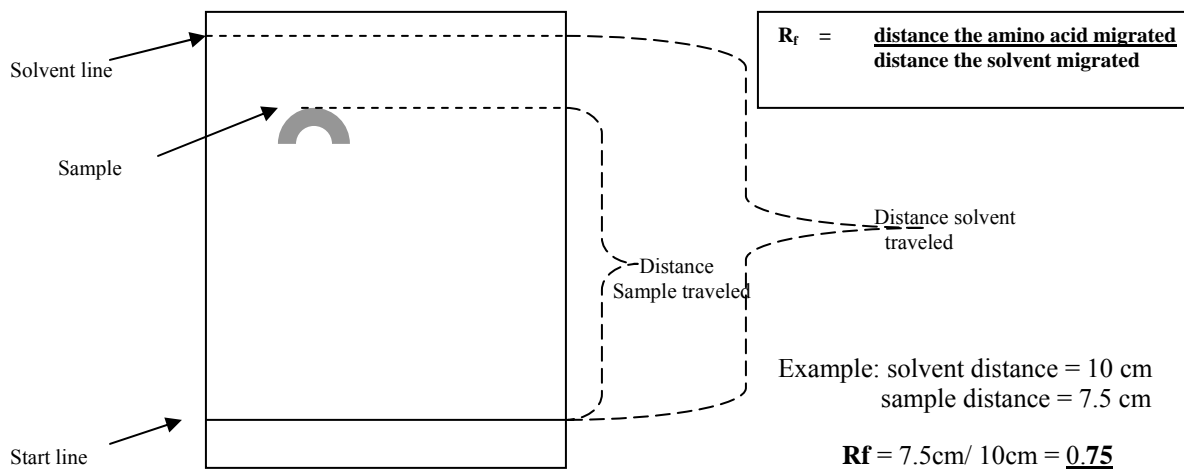 Solvent line
Sample
Start line
Distance
Sample traveled
Distance solvent
traveled
Rf = distance the amino acid migrated
distance the solvent migrated
Example: solvent distance = 10 cm
sample distance = 7.5 cm
Rf = 7.5cm/ 10cm = 0.75